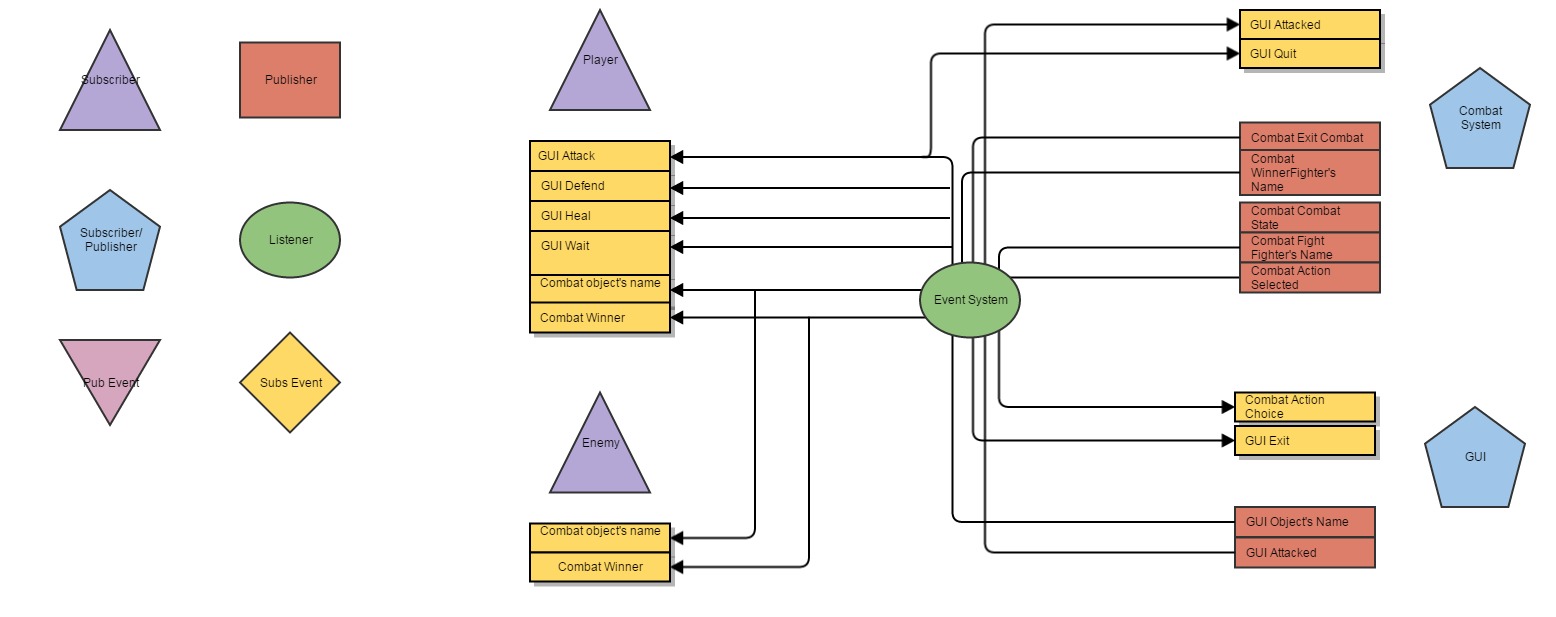 Subscriber
Publisher
Subscriber/
Publisher
Listener
Pub Event
Subs Event
Player
GUI Attack
GUI Defend
GUI Heal
GUI Wait
Combat object's name
Combat Winner
Enemy
Combat object's name
Combat Winner
Event System
GUI Attacked
GUI Quit
Combat
System
Combat Exit Combat
Combat
WinnerFighter's
Name
Combat Combat
State
Combat Fight
Fighter's Name
Combat Action
Selected
Combat Action
Choice
GUI Exit
GUI
GUI Object's Name
GUI Attacked